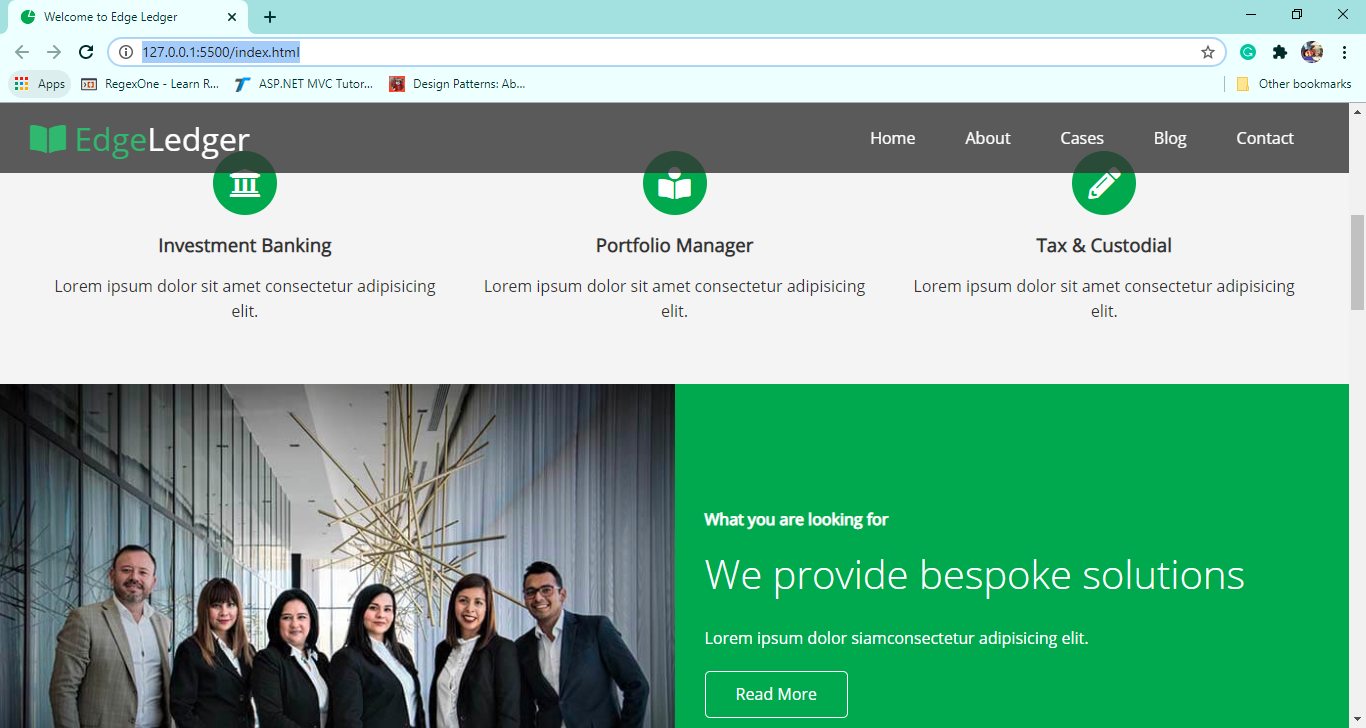 Welcome to Edge Ledger
127.0.0.1:5500/index.html
Apps
RegexOne - Learn R...
ASP.NET MVC Tutor...
Design Patterns: Ab...
Other bookmarks
EdgeLedger
Home
About
Cases
Blog
Contact
Investment Banking
Lorem ipsum dolor sit amet consectetur adipisicing
elit.
Portfolio Manager
Lorem ipsum dolor sit amet consectetur adipisicing
elit.
Tax & Custodial
Lorem ipsum dolor sit amet consectetur adipisicing
elit.
What you are looking for
We provide bespoke solutions
Lorem ipsum dolor siamconsectetur adipisicing elit.
Read More